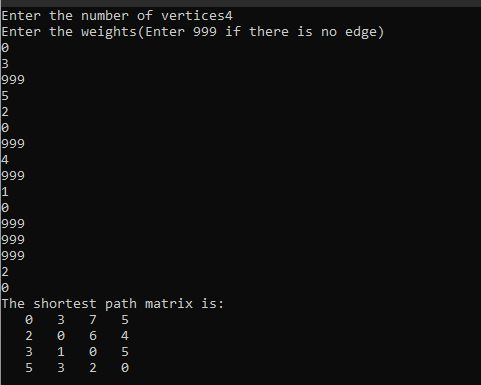 Enter the number of vertices4
Enter the weights(Enter 999 if there is no edge)
0
3
999
5
2
0
999
4
999
1
0
999
999
999
2
0
The shortest path matrix is:
0 3 7 5
2 0 6 4
3 1 0 5
5 3 2 0